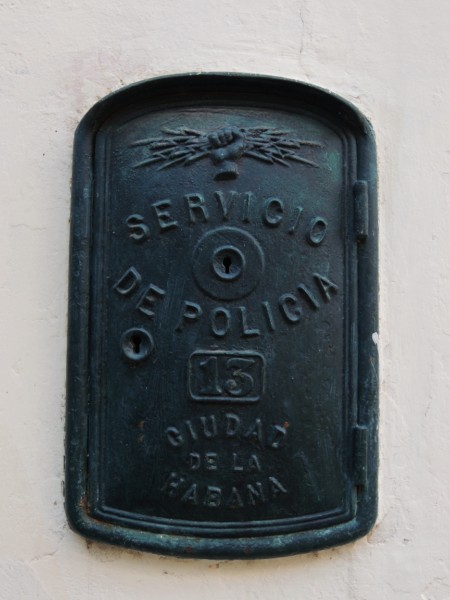 SERVICIO
DE POLICIA
13
CIUDAD
DE LA
HABANA